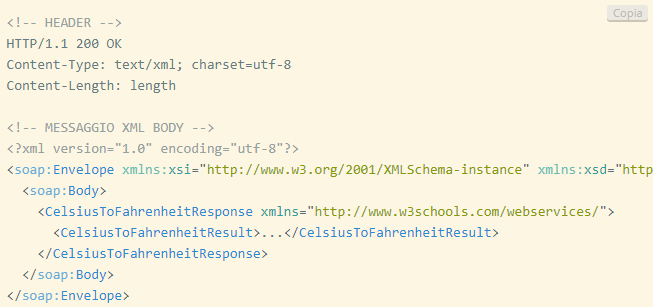 Copia
<!-- HEADER -->
HTTP/1.1 200 OK
Content-Type: text/xml; charset=utf-8
Content-Length: length
<!-- MESSAGGIO XML BODY -->
<?xml version="1.0" encoding="utf-8"?>
<soap:Envelope xmlns:xsi="http://www.w3.org/2001/XMLSchema-instance" xmlns:xsd="http
<soap:Body>
<CelsiusToFahrenheitResponse xmlns="http://www.w3schools.com/webservices/">
<CelsiusToFahrenheitResult>...</CelsiusToFahrenheitResult>
</CelsiusToFahrenheitResponse>
</soap:Body>
</soap:Envelope>